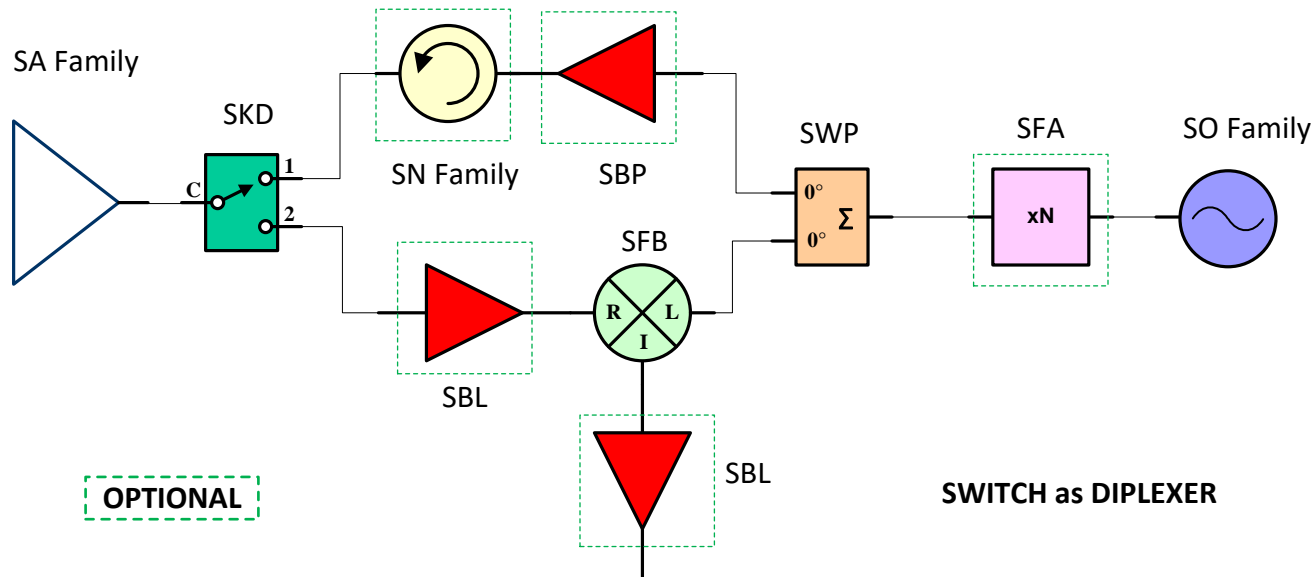 SA Family
SKD
C
1
2
SN Family
SBP
SWP
0°
0°
Σ
SFA
xN
SO Family
SBL
SFB
R
L
I
SBL
OPTIONAL
SWITCH as DIPLEXER